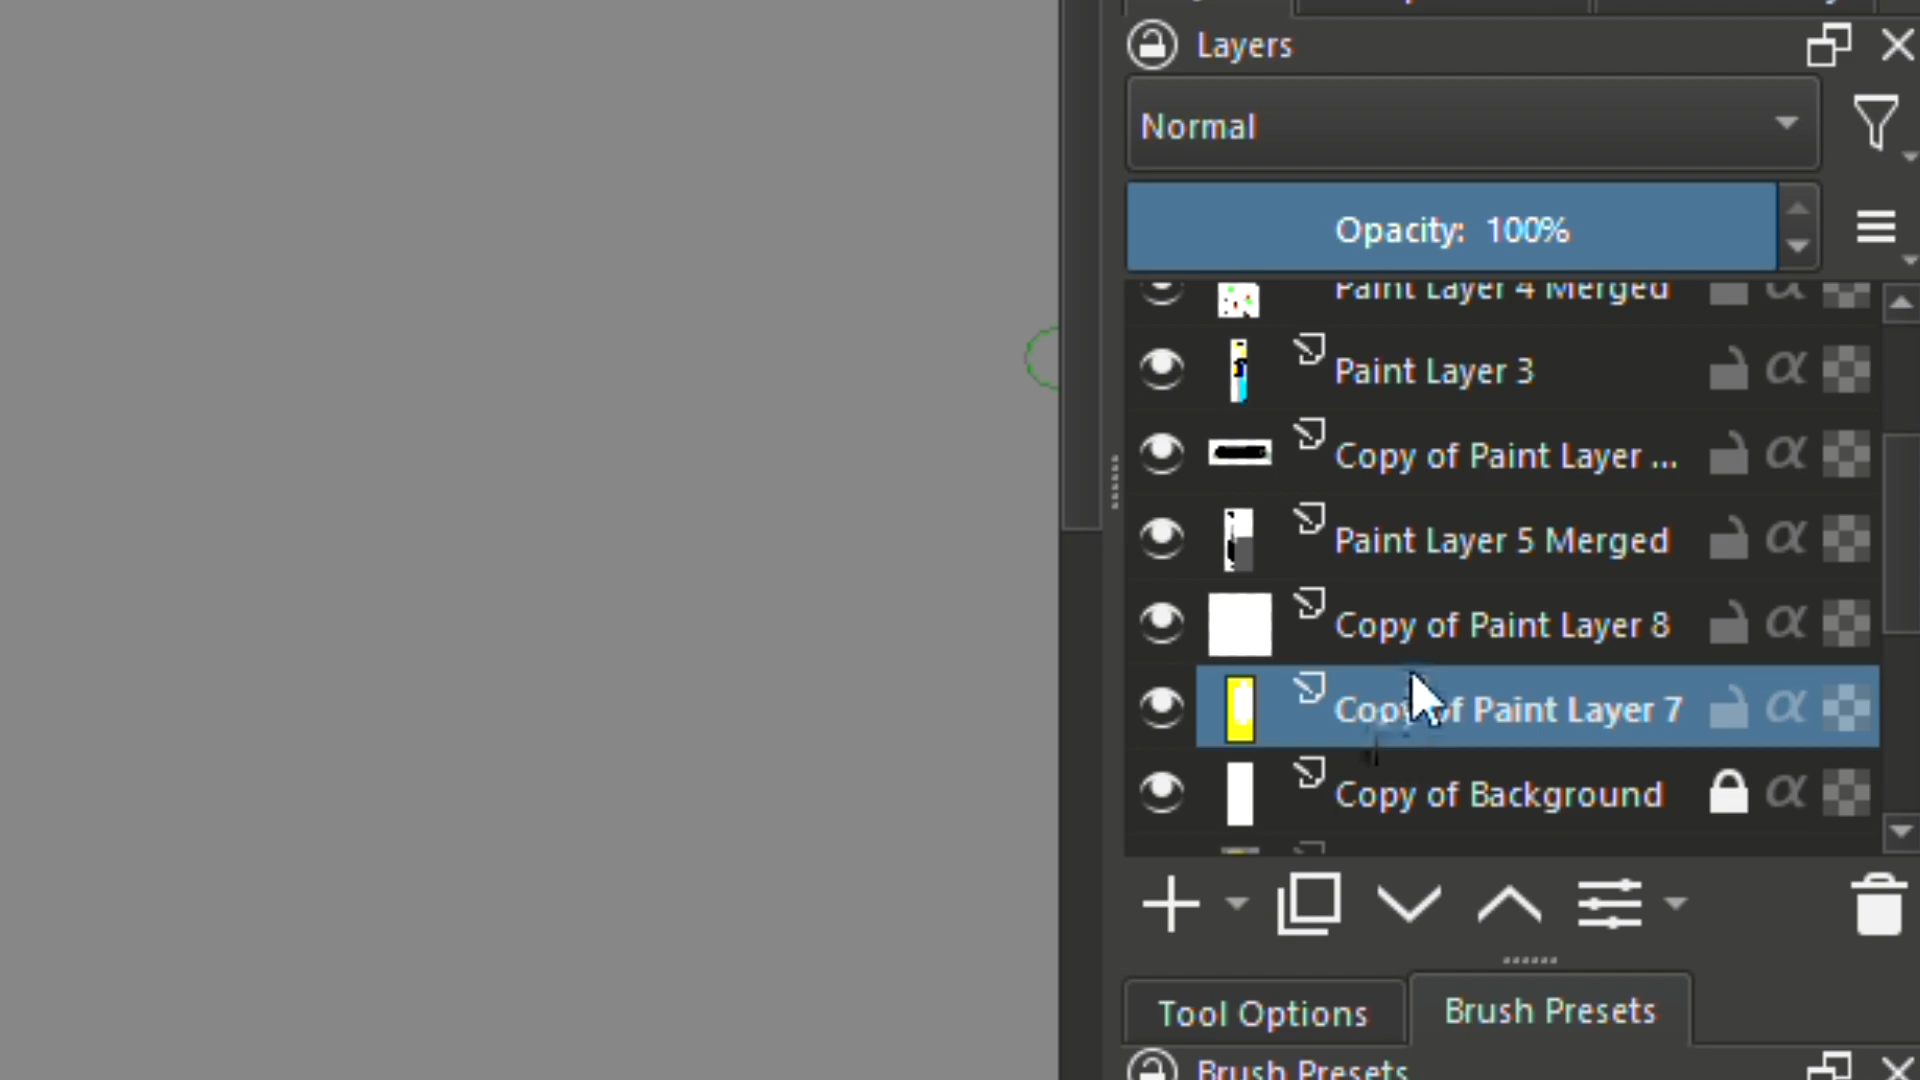 Layers
Normal
Opacity: 100%
Paint Layer 4 Merged
Paint Layer 3
Copy of Paint Layer ...
Paint Layer 5 Merged
Copy of Paint Layer 8
Copy of Paint Layer 7
Copy of Background
Tool Options
Brush Presets
Brush Presets